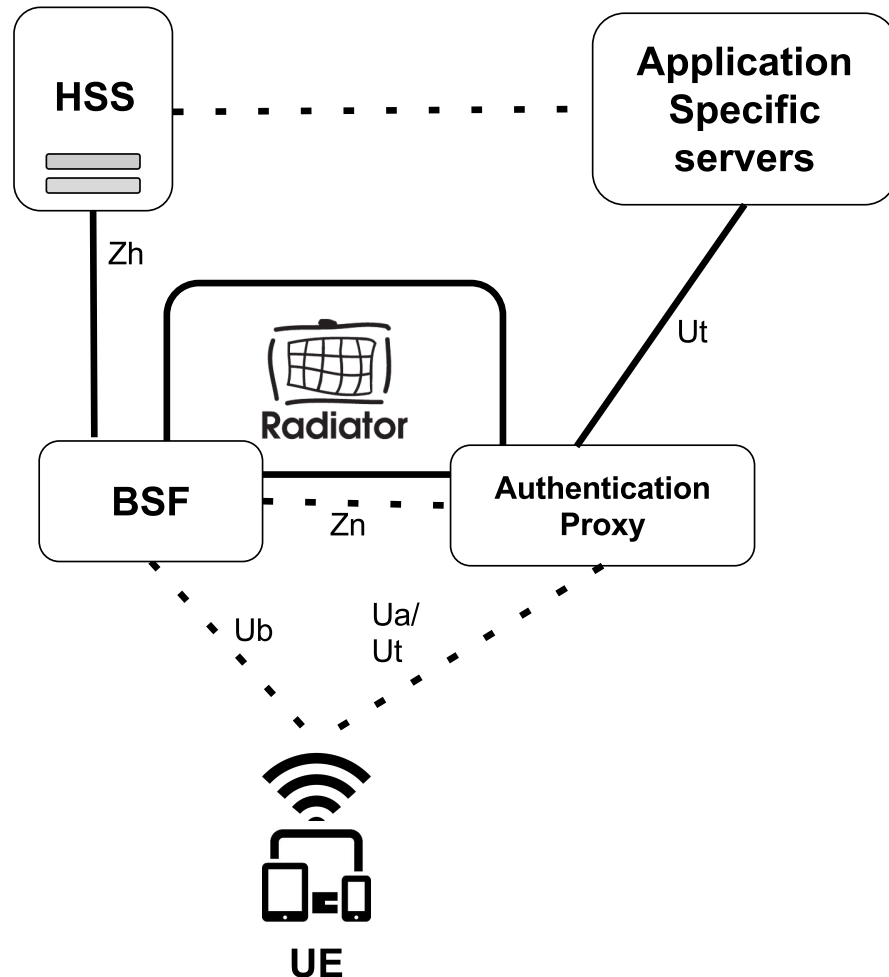 HSS
Application
Specific
servers
Zh
Ut
Radiator
BSF
Authentication
Proxy
Zn
Ub
Ua/
Ut
UE